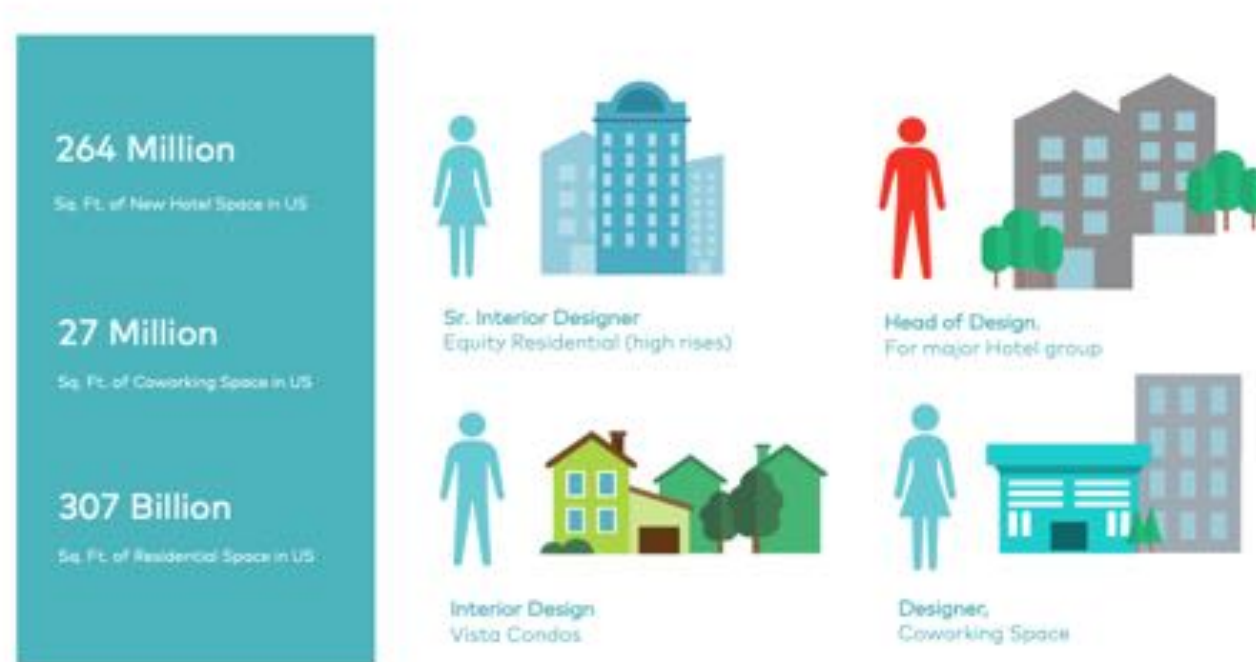 264 Million
Sq. Ft. of New Hotel Space in US
27 Million
Sq. Ft. of Coworking Space in US
307 Billion
Sq. Ft. of Residential Space in US
Sr. Interior Designer
Equity Residential (high rises)
Head of Design.
For major Hotel group
Interior Design
Vista Condos
Designer,
Coworking Space